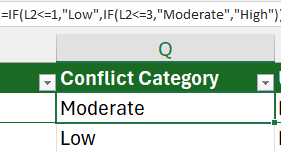 =IF(L2<=1,"Low",IF(L2<=3,"Moderate","High"))
Q
Conflict Category
Moderate
Low